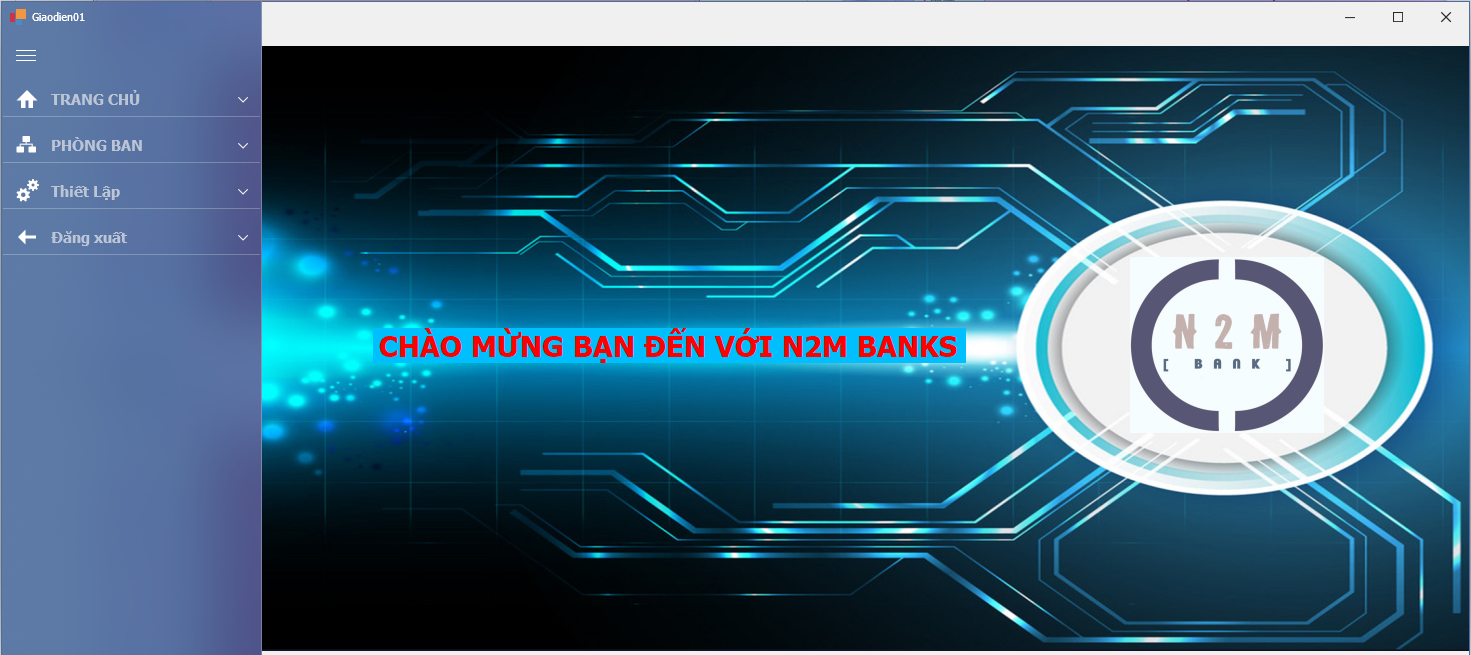 Giaodien01
TRANG CHỦ
PHÒNG BAN
Thiết Lập
Đăng xuất
CHÀO MỪNG BẠN ĐẾN VỚI N2M BANKS
N2M
[ BANK ]